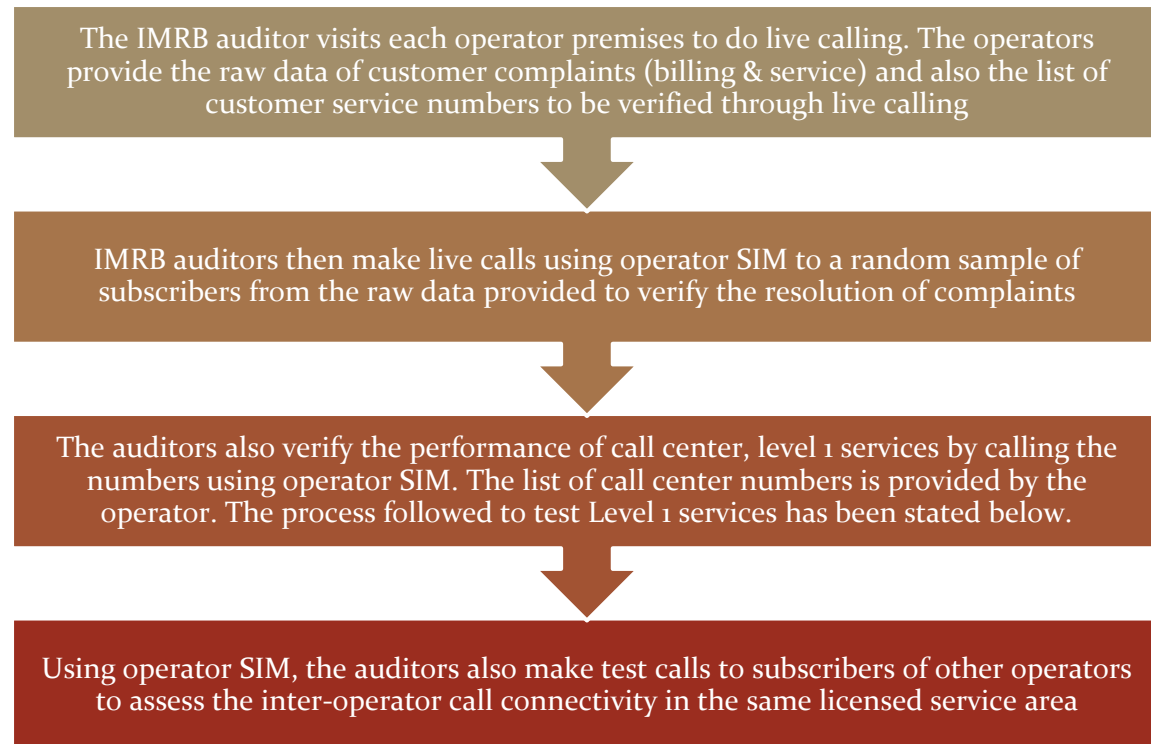 The IMRB auditor visits each operator premises to do live calling. The operators
provide the raw data of customer complaints (billing & service) and also the list of
customer service numbers to be verified through live calling
IMRB auditors then make live calls using operator SIM to a random sample of
subscribers from the raw data provided to verify the resolution of complaints
The auditors also verify the performance of call center, level 1 services by calling the
numbers using operator SIM. The list of call center numbers is provided by the
operator. The process followed to test Level 1 services has been stated below.
Using operator SIM, the auditors also make test calls to subscribers of other operators
to assess the inter-operator call connectivity in the same licensed service area